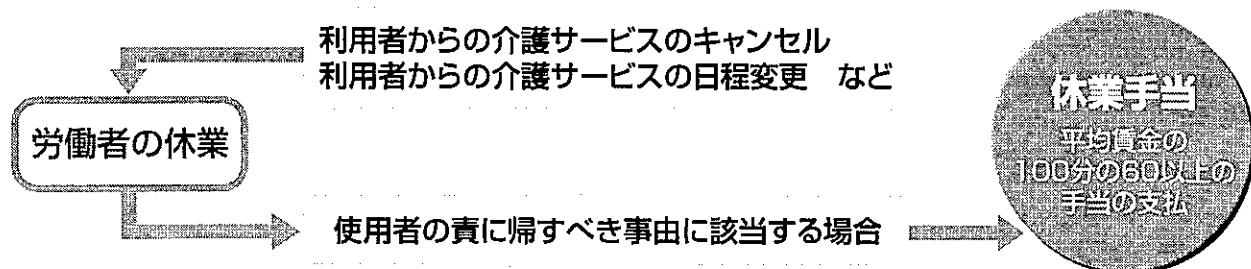 利用者からの介護サービスのキャンセル
利用者からの介護サービスの日程変更　など
労働者の休業
使用者の責に帰すべき事由に該当する場合
休業手当
平均賃金の
100分の60以上の
手当の支払